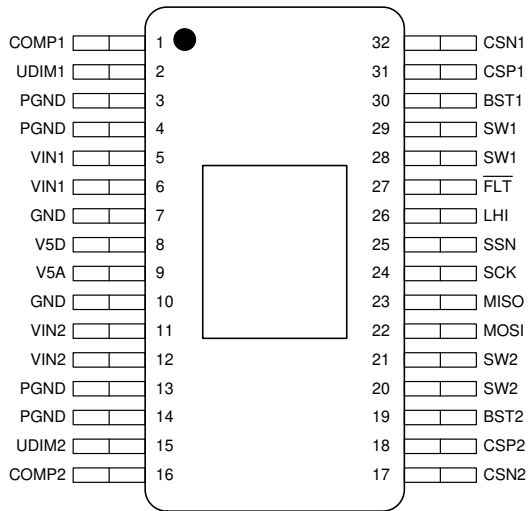 COMP1 1 32 CSN1
UDIM1 2 31 CSP1
PGND 3 30 BST1
PGND 4 29 SW1
VIN1 5 28 SW1
VIN1 6 27 FLT
GND 7 26 LHI
V5D 8 25 SSN
V5A 9 24 SCK
GND 10 23 MISO
VIN2 11 22 MOSI
VIN2 12 21 SW2
PGND 13 20 SW2
PGND 14 19 BST2
UDIM2 15 18 CSP2
COMP2 16 17 CSN2